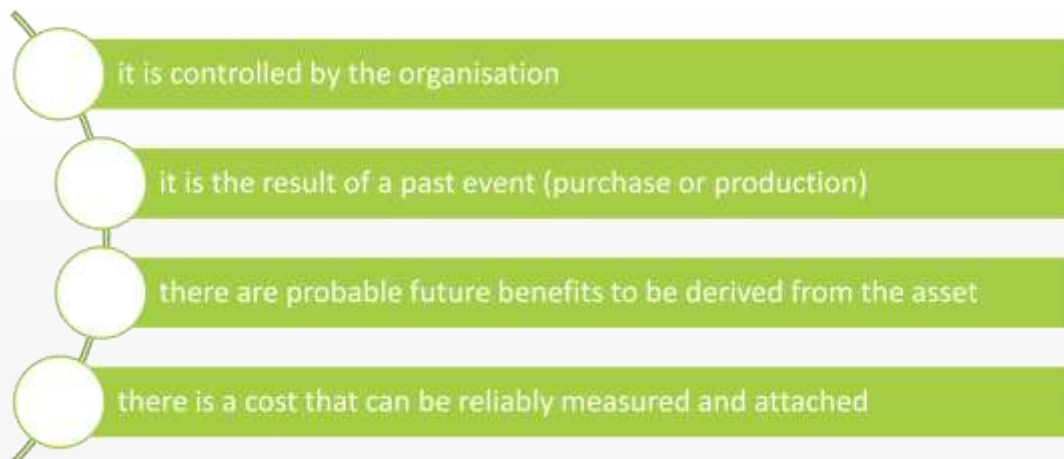 it is controlled by the organisation
it is the result of a past event (purchase or production)
there are probable future benefits to be derived from the asset
there is a cost that can be reliably measured and attached